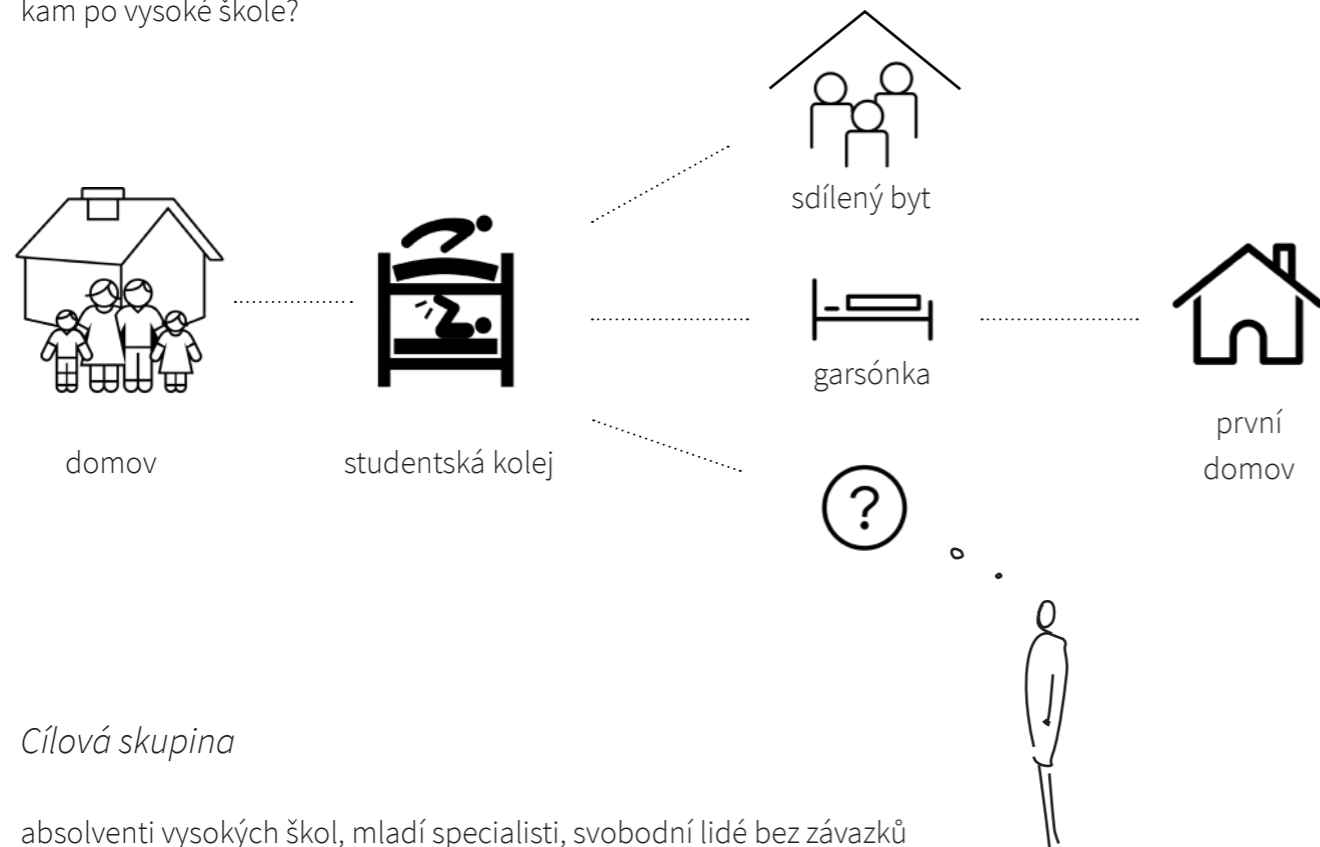 kam po vysoké škole?
sdílený byt
garsónka
první
domov
domov
studentská kolej
?
Cílová skupina
absolventi vysokých škol, mladí specialisti, svobodní lidé bez závazků